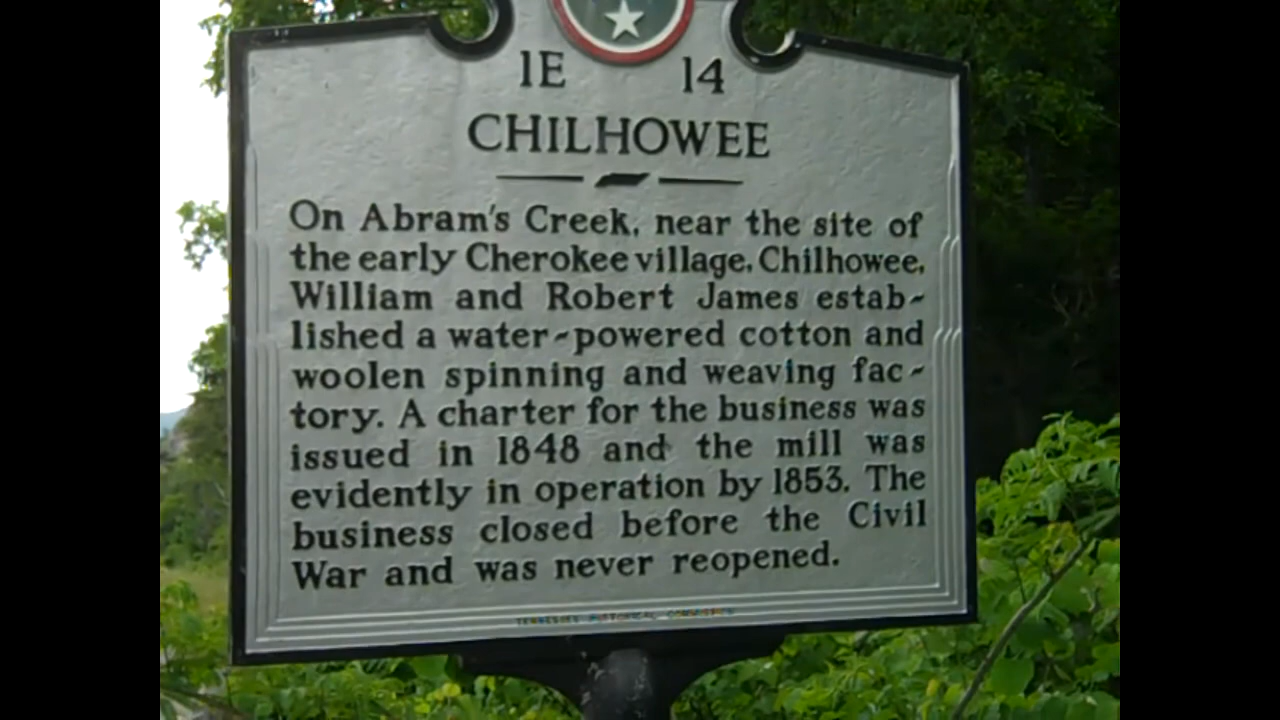 1E 14
CHILHOWEE
On Abram's Creek, near the site of
the early Cherokee village, Chilhowee,
William and Robert James estab-
lished a water-powered cotton and
woolen spinning and weaving fac-
tory. A charter for the business was
issued in 1848 and the mill was
evidently in operation by 1853. The
business closed before the Civil
War and was never reopened.
TENNESSEE HISTORICAL COMMISSION